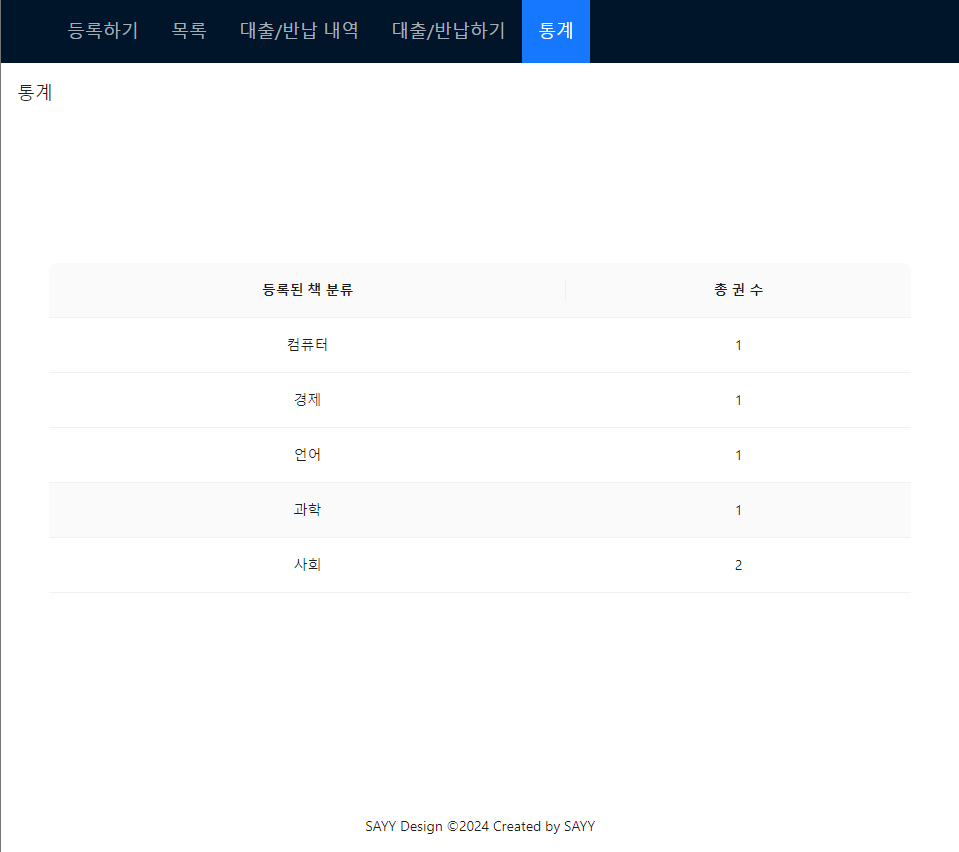 등록하기 목록 대출/반납 내역 대출/반납하기 통계
통계
등록된 책 분류 총 권 수
컴퓨터 1
경제 1
언어 1
과학 1
사회 2
SAYY Design ©2024 Created by SAYY